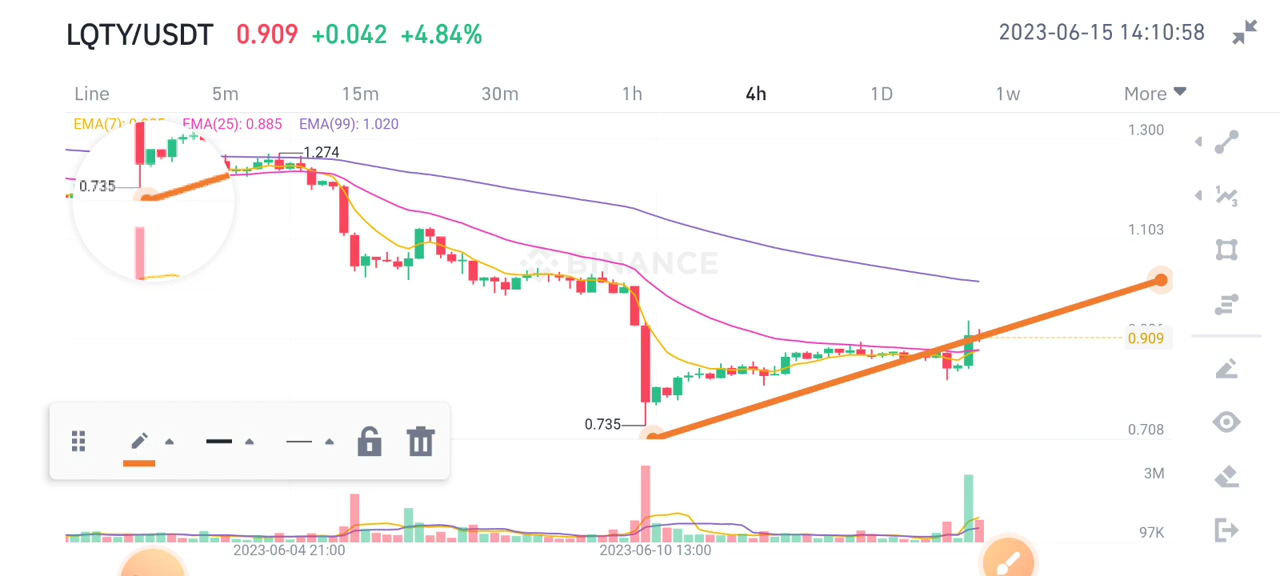 LQTY/USDT 0.909 +0.042 +4.84% 2023-06-15 14:10:58
Line 5m 15m 30m 1h 4h 1D 1w More
EMA(7): EMA(25): 0.885 EMA(99): 1.020
1.300
1.274
0.735
1.103
BINANCE
0.909
0.735
0.708
3M
97K
2023-06-04 21:00 2023-06-10 13:00